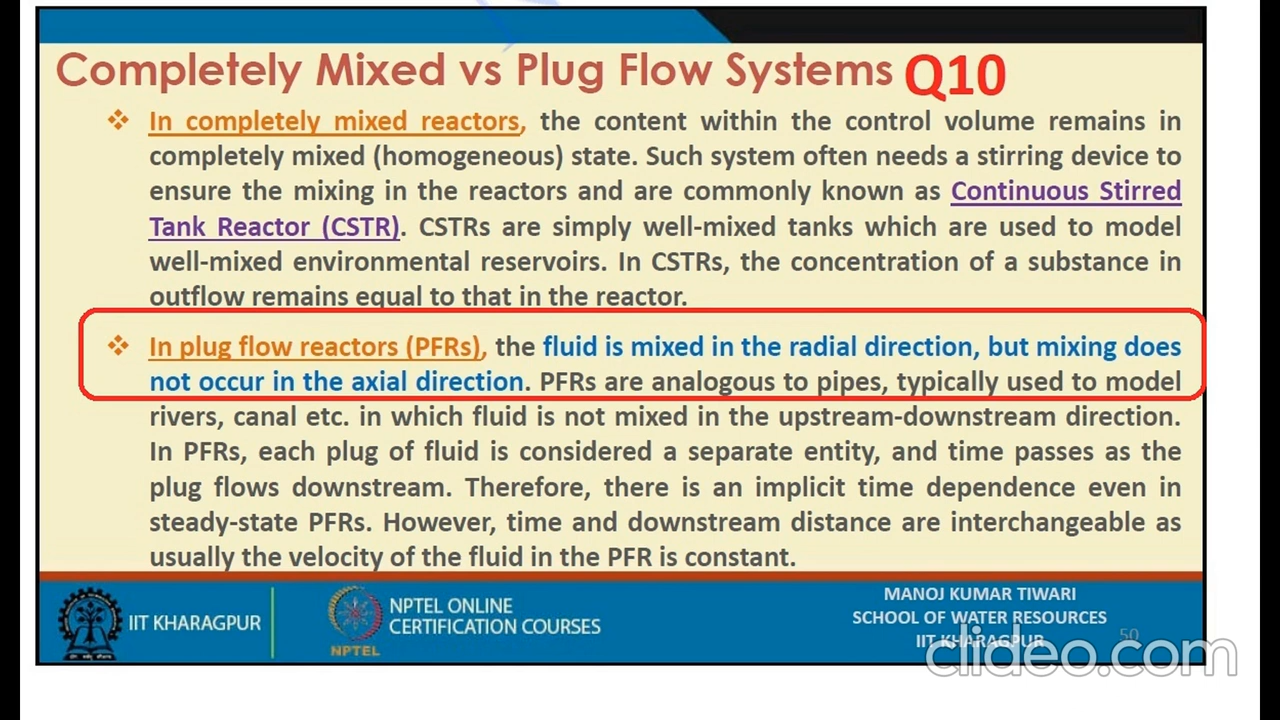 Completely Mixed vs Plug Flow Systems Q10
❖ In completely mixed reactors, the content within the control volume remains in
completely mixed (homogeneous) state. Such system often needs a stirring device to
ensure the mixing in the reactors and are commonly known as Continuous Stirred
Tank Reactor (CSTR). CSTRs are simply well-mixed tanks which are used to model
well-mixed environmental reservoirs. In CSTRs, the concentration of a substance in
outflow remains equal to that in the reactor.
❖ In plug flow reactors (PFRs), the fluid is mixed in the radial direction, but mixing does
not occur in the axial direction. PFRs are analogous to pipes, typically used to model
rivers, canal etc. in which fluid is not mixed in the upstream-downstream direction.
In PFRs, each plug of fluid is considered a separate entity, and time passes as the
plug flows downstream. Therefore, there is an implicit time dependence even in
steady-state PFRs. However, time and downstream distance are interchangeable as
usually the velocity of the fluid in the PFR is constant.
IIT KHARAGPUR
NPTEL
NPTEL ONLINE
CERTIFICATION COURSES
MANOJ KUMAR TIWARI
SCHOOL OF WATER RESOURCES
IIT KHARAGPUR
50
clideo.com